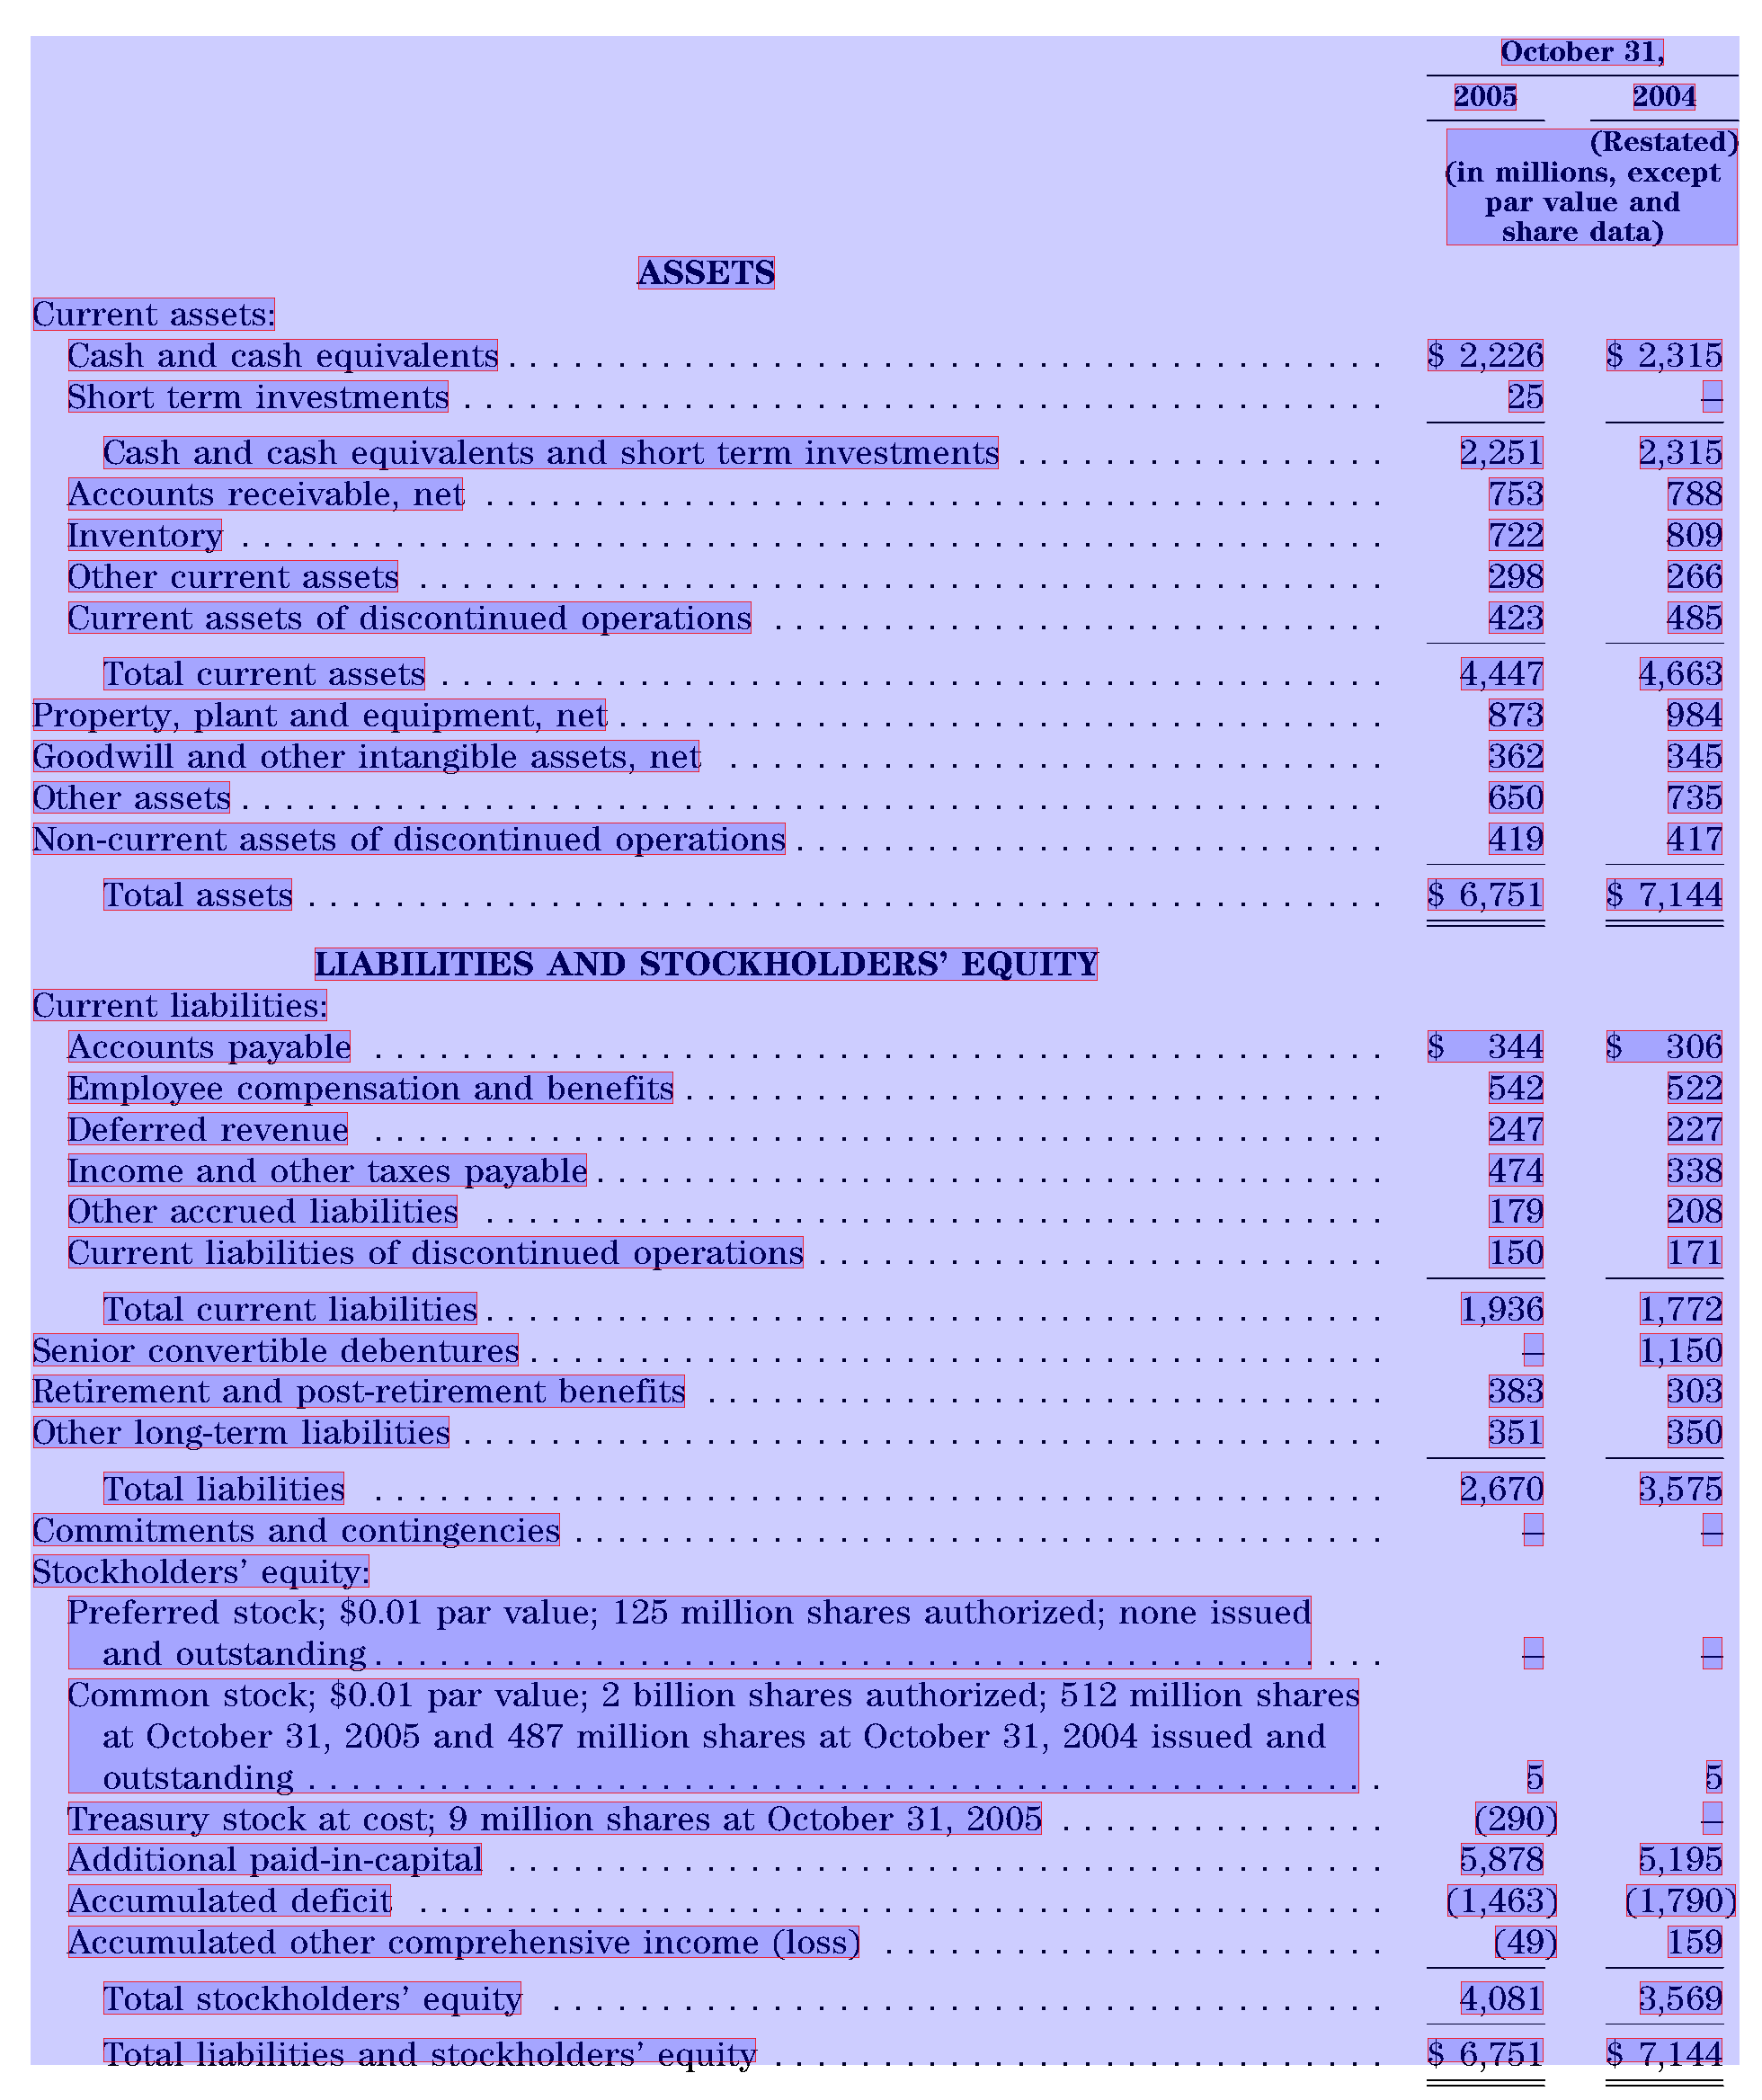 October 31,
2005 2004
(Restated)
(in millions, except
par value and
share data)
ASSETS
Current assets:
Cash and cash equivalents $ 2,226 $ 2,315
Short term investments 25 —
Cash and cash equivalents and short term investments 2,251 2,315
Accounts receivable, net 753 788
Inventory 722 809
Other current assets 298 266
Current assets of discontinued operations 423 485
Total current assets 4,447 4,663
Property, plant and equipment, net 873 984
Goodwill and other intangible assets, net 362 345
Other assets 650 735
Non-current assets of discontinued operations 419 417
Total assets $ 6,751 $ 7,144
LIABILITIES AND STOCKHOLDERS' EQUITY
Current liabilities:
Accounts payable $ 344 $ 306
Employee compensation and benefits 542 522
Deferred revenue 247 227
Income and other taxes payable 474 338
Other accrued liabilities 179 208
Current liabilities of discontinued operations 150 171
Total current liabilities 1,936 1,772
Senior convertible debentures — 1,150
Retirement and post-retirement benefits 383 303
Other long-term liabilities 351 350
Total liabilities 2,670 3,575
Commitments and contingencies — —
Stockholders' equity:
Preferred stock; $0.01 par value; 125 million shares authorized; none issued
and outstanding — —
Common stock; $0.01 par value; 2 billion shares authorized; 512 million shares
at October 31, 2005 and 487 million shares at October 31, 2004 issued and
outstanding 5 5
Treasury stock at cost; 9 million shares at October 31, 2005 (290) —
Additional paid-in-capital 5,878 5,195
Accumulated deficit (1,463) (1,790)
Accumulated other comprehensive income (loss) (49) 159
Total stockholders' equity 4,081 3,569
Total liabilities and stockholders' equity $ 6,751 $ 7,144